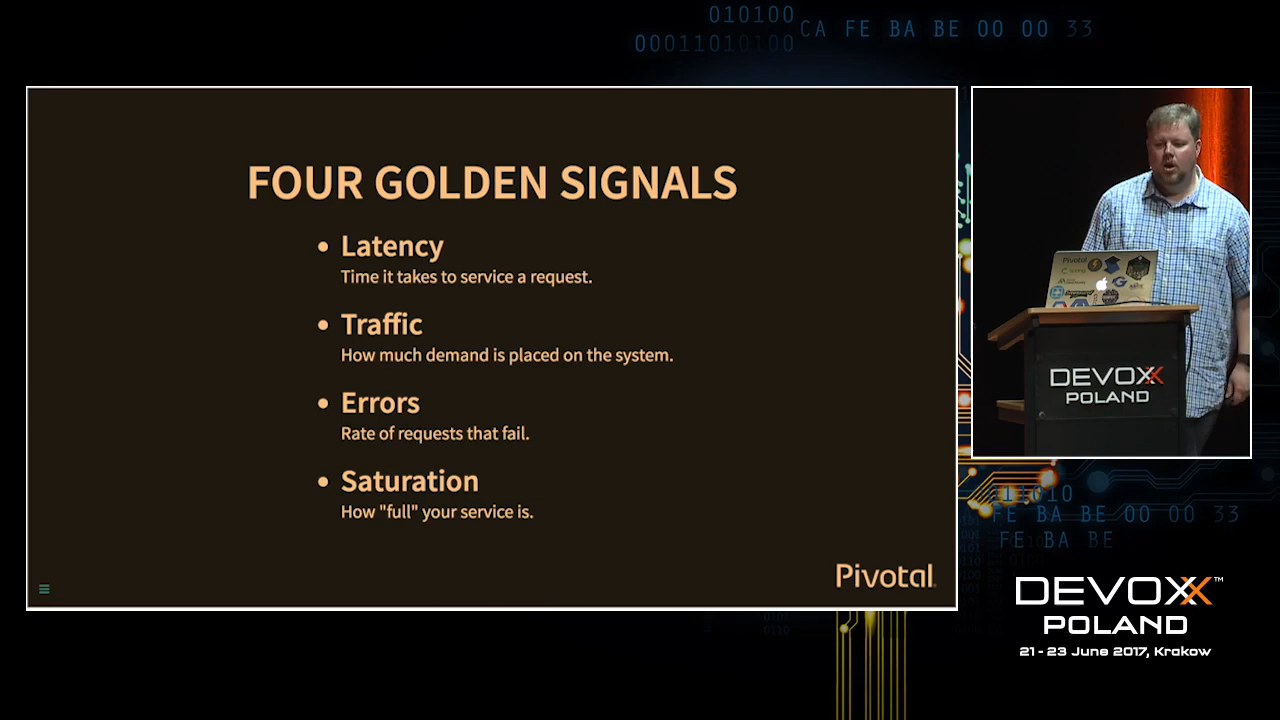 010100
00011010100
CA FE BA BE 00 00 33
FOUR GOLDEN SIGNALS
• Latency
Time it takes to service a request.
• Traffic
How much demand is placed on the system.
• Errors
Rate of requests that fail.
• Saturation
How "full" your service is.
Pivotal
Pivotal
DEVOXX
POLAND
011010
FE BA BE 00 00 33
FE BA BE
DEVOXX™
POLAND
21 - 23 June 2017, Krakow